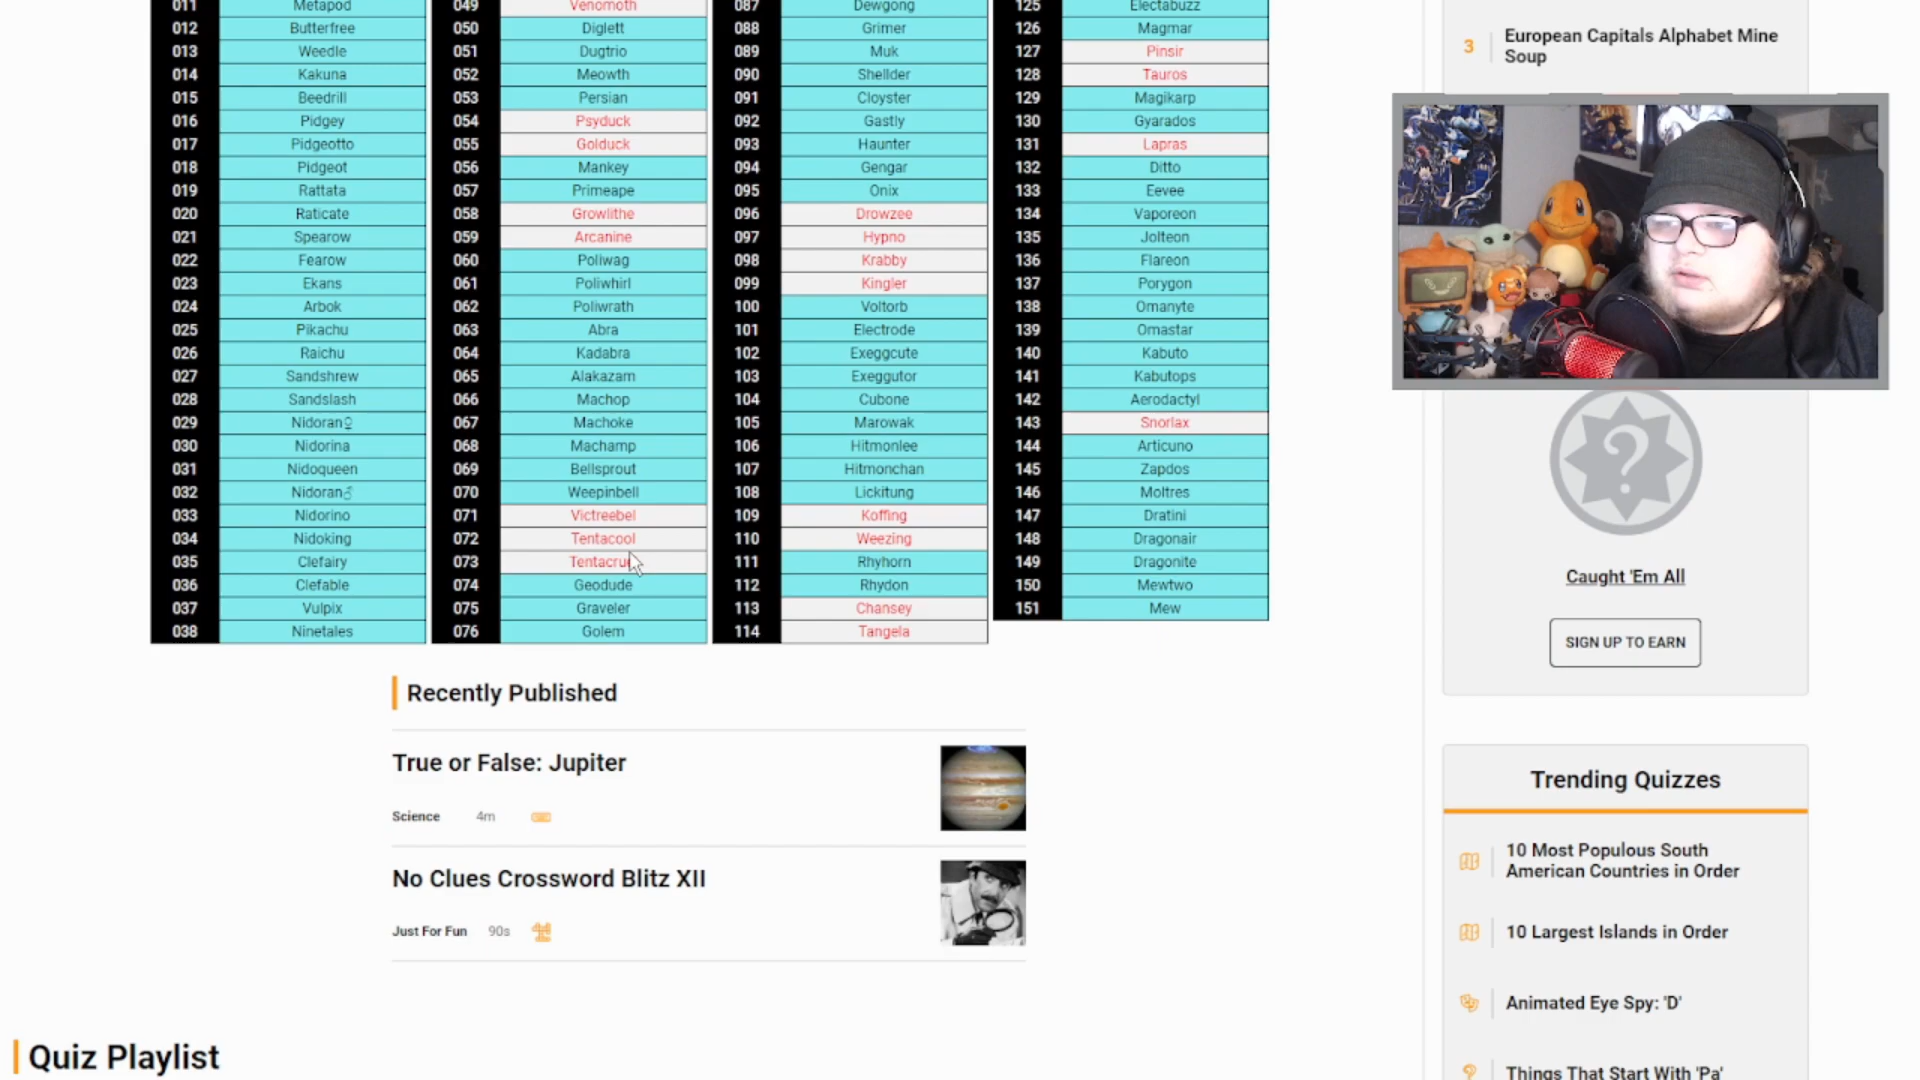 011 Metapod 049 Venomoth 087 Dewgong 125 Electabuzz
012 Butterfree 050 Diglett 088 Grimer 126 Magmar
013 Weedle 051 Dugtrio 089 Muk 127 Pinsir
014 Kakuna 052 Meowth 090 Shellder 128 Tauros
015 Beedrill 053 Persian 091 Cloyster 129 Magikarp
016 Pidgey 054 Psyduck 092 Gastly 130 Gyarados
017 Pidgeotto 055 Golduck 093 Haunter 131 Lapras
018 Pidgeot 056 Mankey 094 Gengar 132 Ditto
019 Rattata 057 Primeape 095 Onix 133 Eevee
020 Raticate 058 Growlithe 096 Drowzee 134 Vaporeon
021 Spearow 059 Arcanine 097 Hypno 135 Jolteon
022 Fearow 060 Poliwag 098 Krabby 136 Flareon
023 Ekans 061 Poliwhirl 099 Kingler 137 Porygon
024 Arbok 062 Poliwrath 100 Voltorb 138 Omanyte
025 Pikachu 063 Abra 101 Electrode 139 Omastar
026 Raichu 064 Kadabra 102 Exeggcute 140 Kabuto
027 Sandshrew 065 Alakazam 103 Exeggutor 141 Kabutops
028 Sandslash 066 Machop 104 Cubone 142 Aerodactyl
029 Nidoran♀ 067 Machoke 105 Marowak 143 Snorlax
030 Nidorina 068 Machamp 106 Hitmonlee 144 Articuno
031 Nidoqueen 069 Bellsprout 107 Hitmonchan 145 Zapdos
032 Nidoran♂ 070 Weepinbell 108 Lickitung 146 Moltres
033 Nidorino 071 Victreebel 109 Koffing 147 Dratini
034 Nidoking 072 Tentacool 110 Weezing 148 Dragonair
035 Clefairy 073 Tentacruel 111 Rhyhorn 149 Dragonite
036 Clefable 074 Geodude 112 Rhydon 150 Mewtwo
037 Vulpix 075 Graveler 113 Chansey 151 Mew
038 Ninetales 076 Golem 114 Tangela
Recently Published
True or False: Jupiter
Science 4m
No Clues Crossword Blitz XII
Just For Fun 90s
Quiz Playlist
3 European Capitals Alphabet Mine
Soup
Caught 'Em All
SIGN UP TO EARN
Trending Quizzes
10 Most Populous South
American Countries in Order
10 Largest Islands in Order
Animated Eye Spy: 'D'
Things That Start With 'Pa'